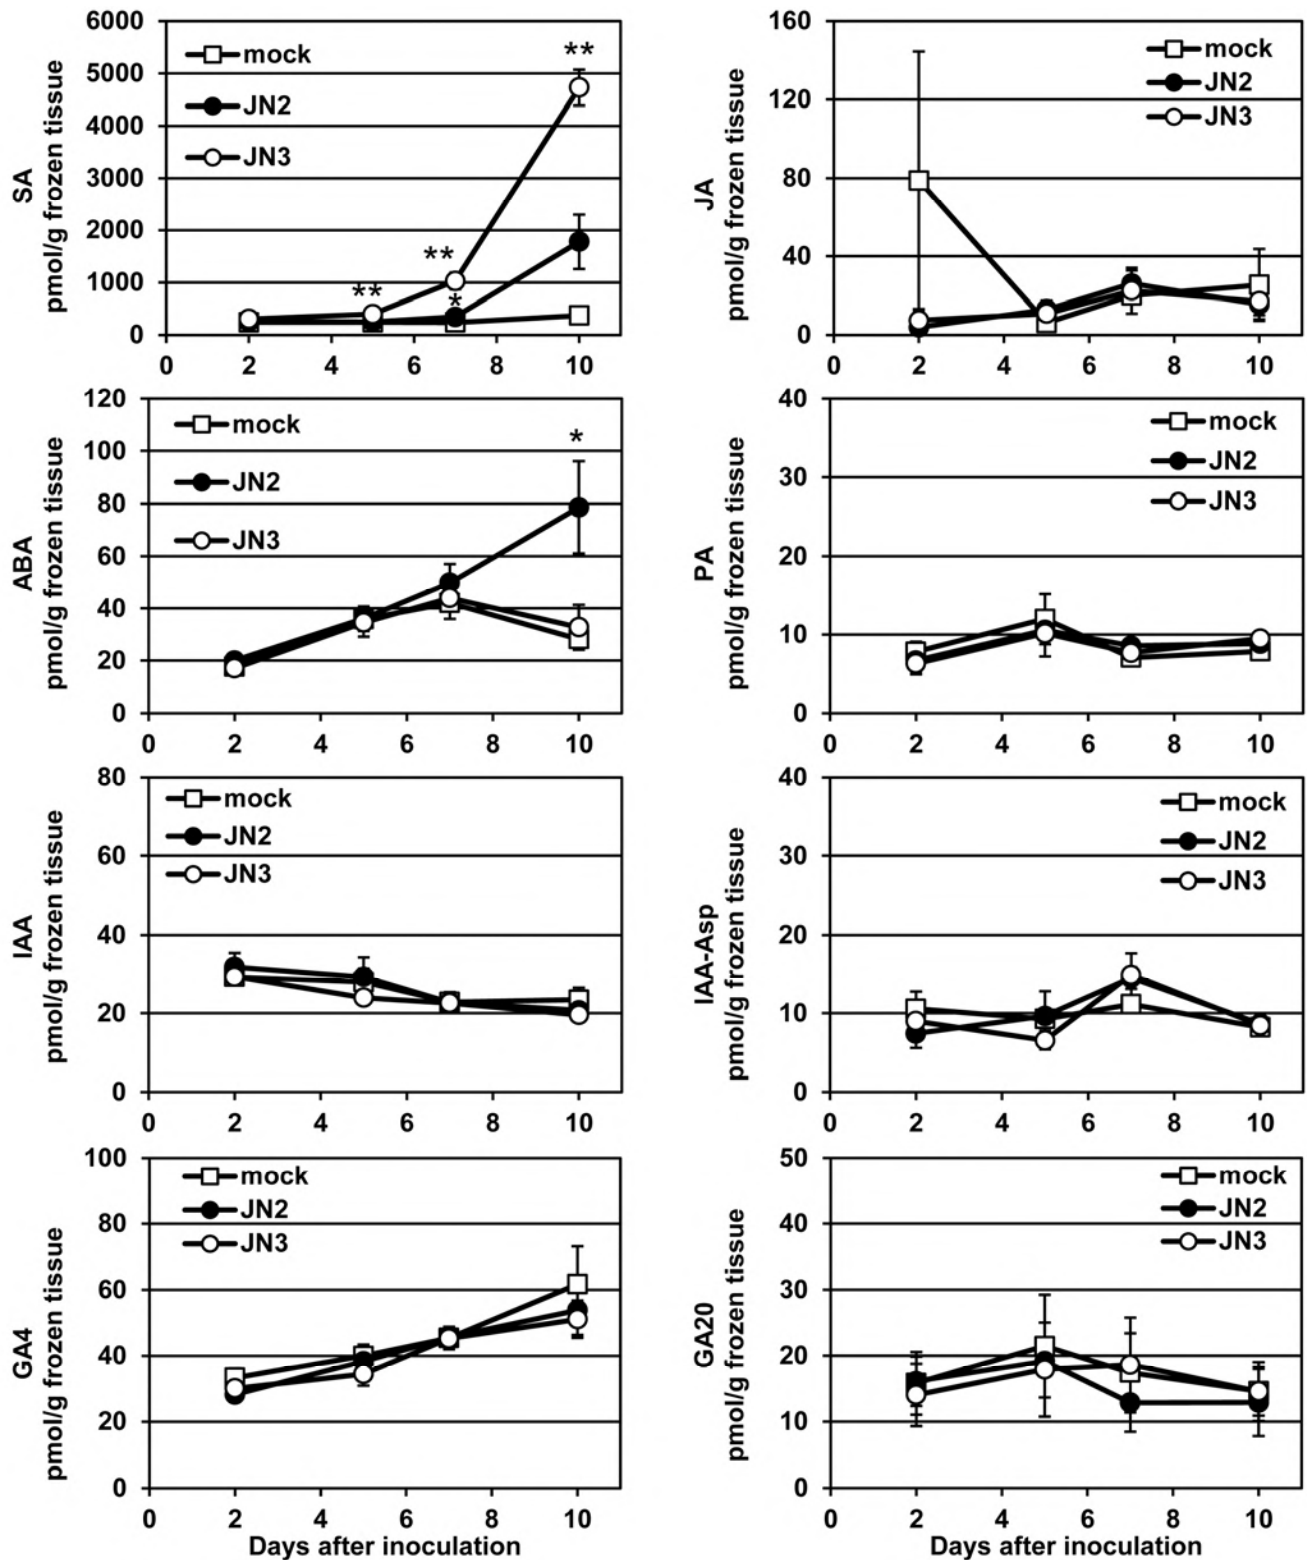 SA
pmol/g frozen tissue
6000
5000
4000
3000
2000
1000
0
mock
JN2
JN3
**
**
**
*
0 2 4 6 8 10
JA
pmol/g frozen tissue
160
120
80
40
0
mock
JN2
JN3
0 2 4 6 8 10
ABA
pmol/g frozen tissue
120
100
80
60
40
20
0
mock
JN2
JN3
*
0 2 4 6 8 10
PA
pmol/g frozen tissue
40
30
20
10
0
mock
JN2
JN3
0 2 4 6 8 10
IAA
pmol/g frozen tissue
80
60
40
20
0
mock
JN2
JN3
0 2 4 6 8 10
IAA-Asp
pmol/g frozen tissue
40
30
20
10
0
mock
JN2
JN3
0 2 4 6 8 10
GA4
pmol/g frozen tissue
100
80
60
40
20
0
mock
JN2
JN3
0 2 4 6 8 10
Days after inoculation
GA20
pmol/g frozen tissue
50
40
30
20
10
0
mock
JN2
JN3
0 2 4 6 8 10
Days after inoculation